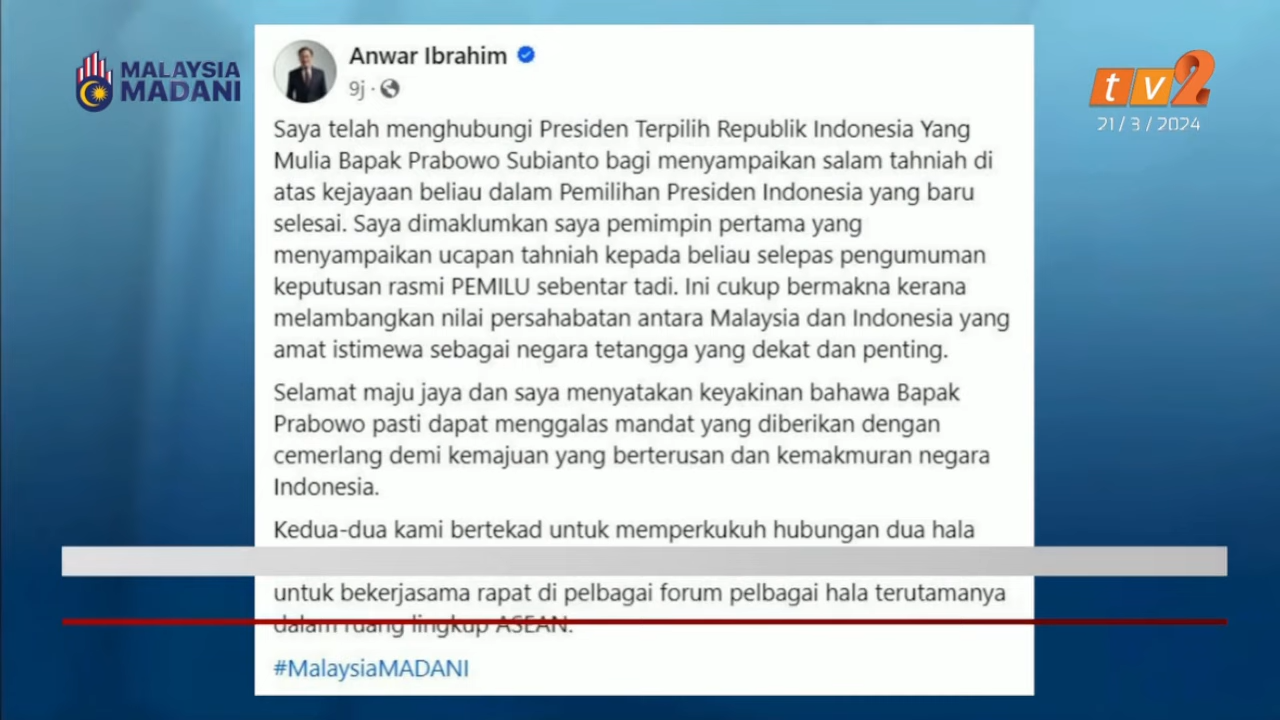 MALAYSIA
MADANI
tv2
21/3/2024
Anwar Ibrahim
9j ·
Saya telah menghubungi Presiden Terpilih Republik Indonesia Yang
Mulia Bapak Prabowo Subianto bagi menyampaikan salam tahniah di
atas kejayaan beliau dalam Pemilihan Presiden Indonesia yang baru
selesai. Saya dimaklumkan saya pemimpin pertama yang
menyampaikan ucapan tahniah kepada beliau selepas pengumuman
keputusan rasmi PEMILU sebentar tadi. Ini cukup bermakna kerana
melambangkan nilai persahabatan antara Malaysia dan Indonesia yang
amat istimewa sebagai negara tetangga yang dekat dan penting.
Selamat maju jaya dan saya menyatakan keyakinan bahawa Bapak
Prabowo pasti dapat menggalas mandat yang diberikan dengan
cemerlang demi kemajuan yang berterusan dan kemakmuran negara
Indonesia.
Kedua-dua kami bertekad untuk memperkukuh hubungan dua hala
untuk bekerjasama rapat di pelbagai forum pelbagai hala terutamanya
dalam ruang lingkup ASEAN.
#MalaysiaMADANI